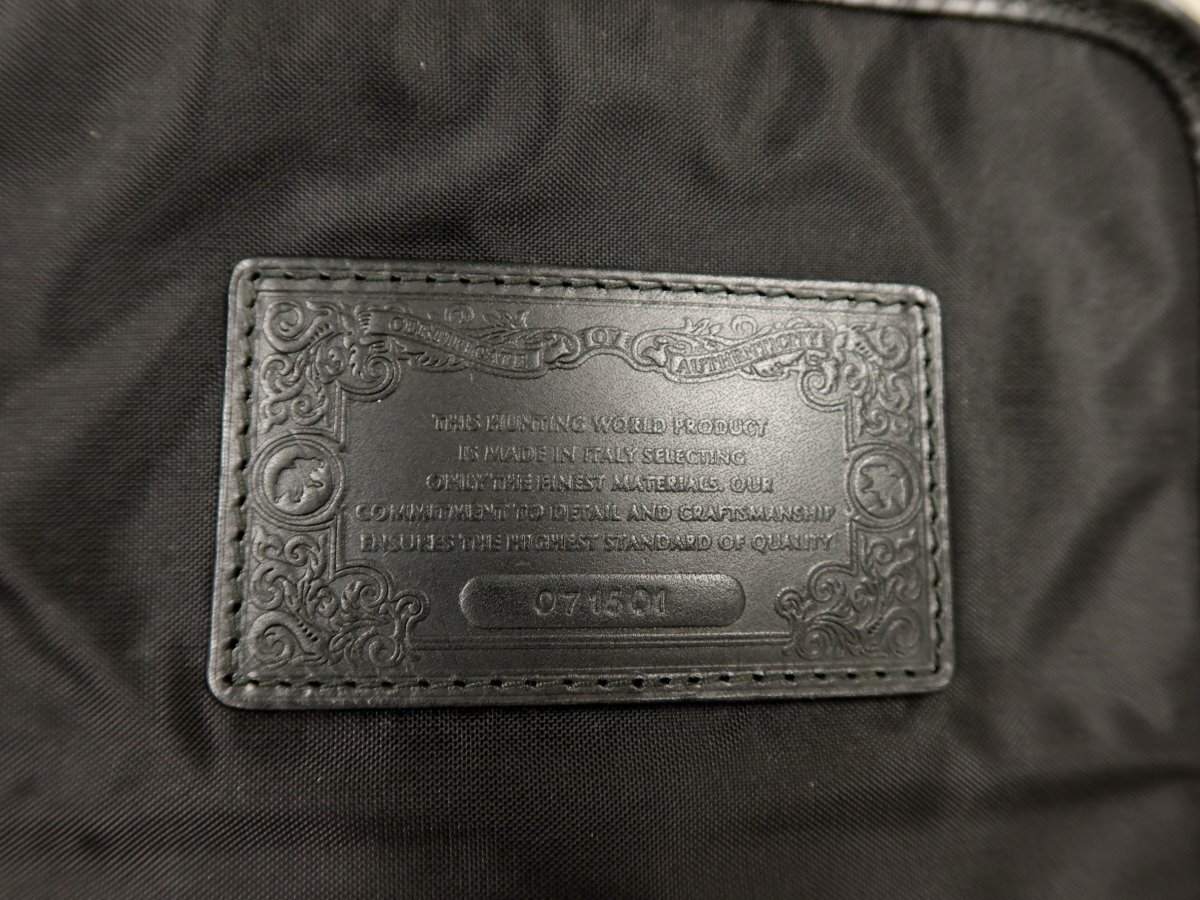 CERTIFICATE OF AUTHENTICITY
THIS HUNTING WORLD PRODUCT
IS MADE IN ITALY SELECTING
ONLY THE FINEST MATERIALS. OUR
COMMITMENT TO DETAIL AND CRAFTSMANSHIP
ENSURES THE HIGHEST STANDARD OF QUALITY
071501